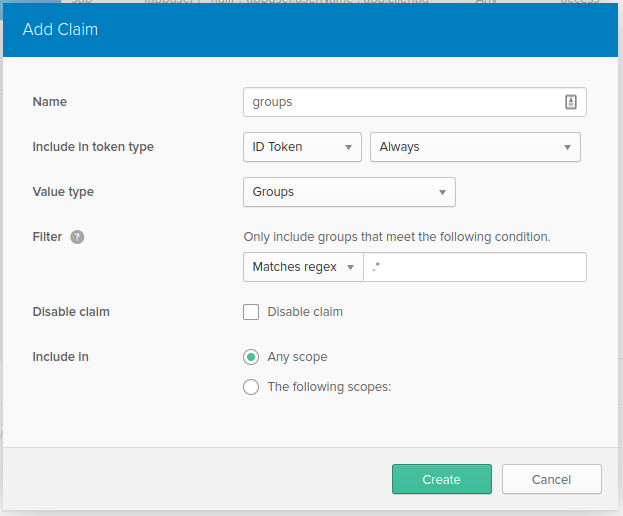 Add Claim
Name groups
Include in token type ID Token Always
Value type Groups
Filter ? Only include groups that meet the following condition.
Matches regex .*
Disable claim Disable claim
Include in Any scope
The following scopes:
Create Cancel